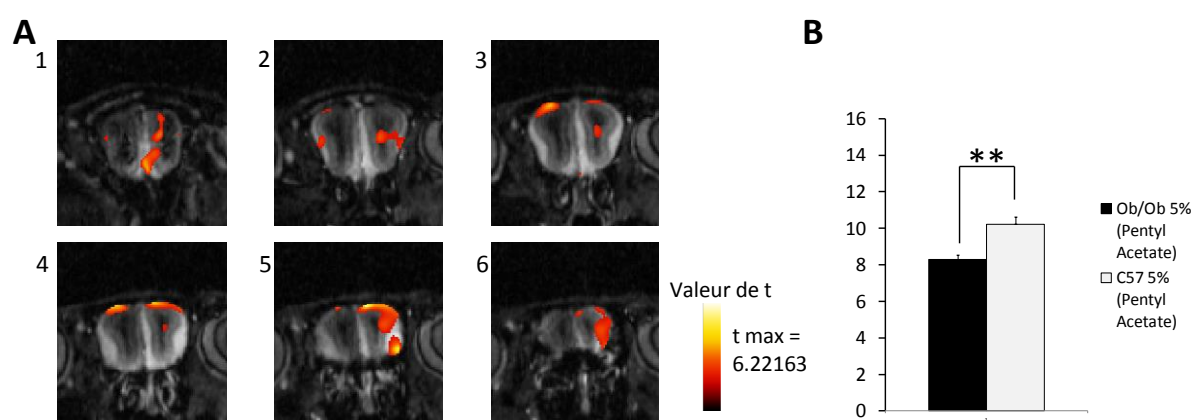 A
1
2
3
4
5
6
Valeur de t
t max =
6.22163
B
16
14
12
10
8
6
4
2
0
**
Ob/Ob 5%
(Pentyl
Acetate)
C57 5%
(Pentyl
Acetate)